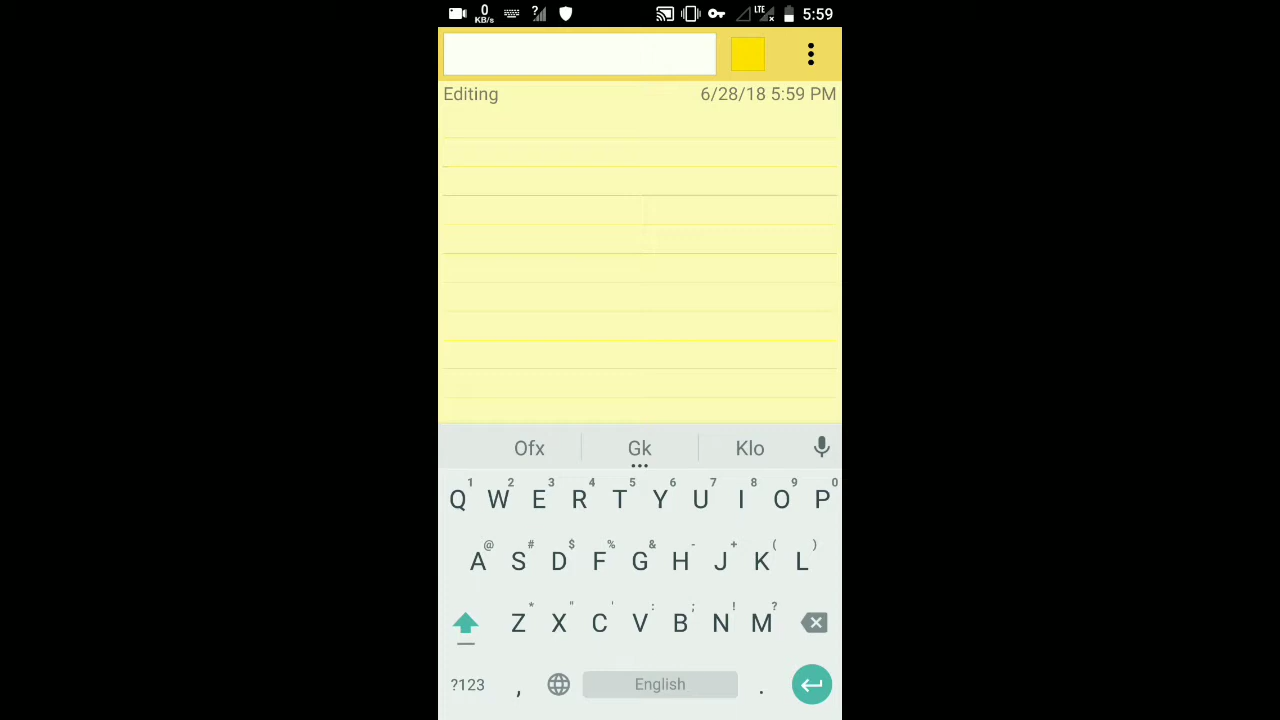 0 KB/s ? LTE 5:59
Editing 6/28/18 5:59 PM
Ofx Gk Klo
1 2 3 4 5 6 7 8 9 0
Q W E R T Y U I O P
@ # $ % & - + ( )
A S D F G H J K L
* " ' : ; ! ?
Z X C V B N M
?123 , English .